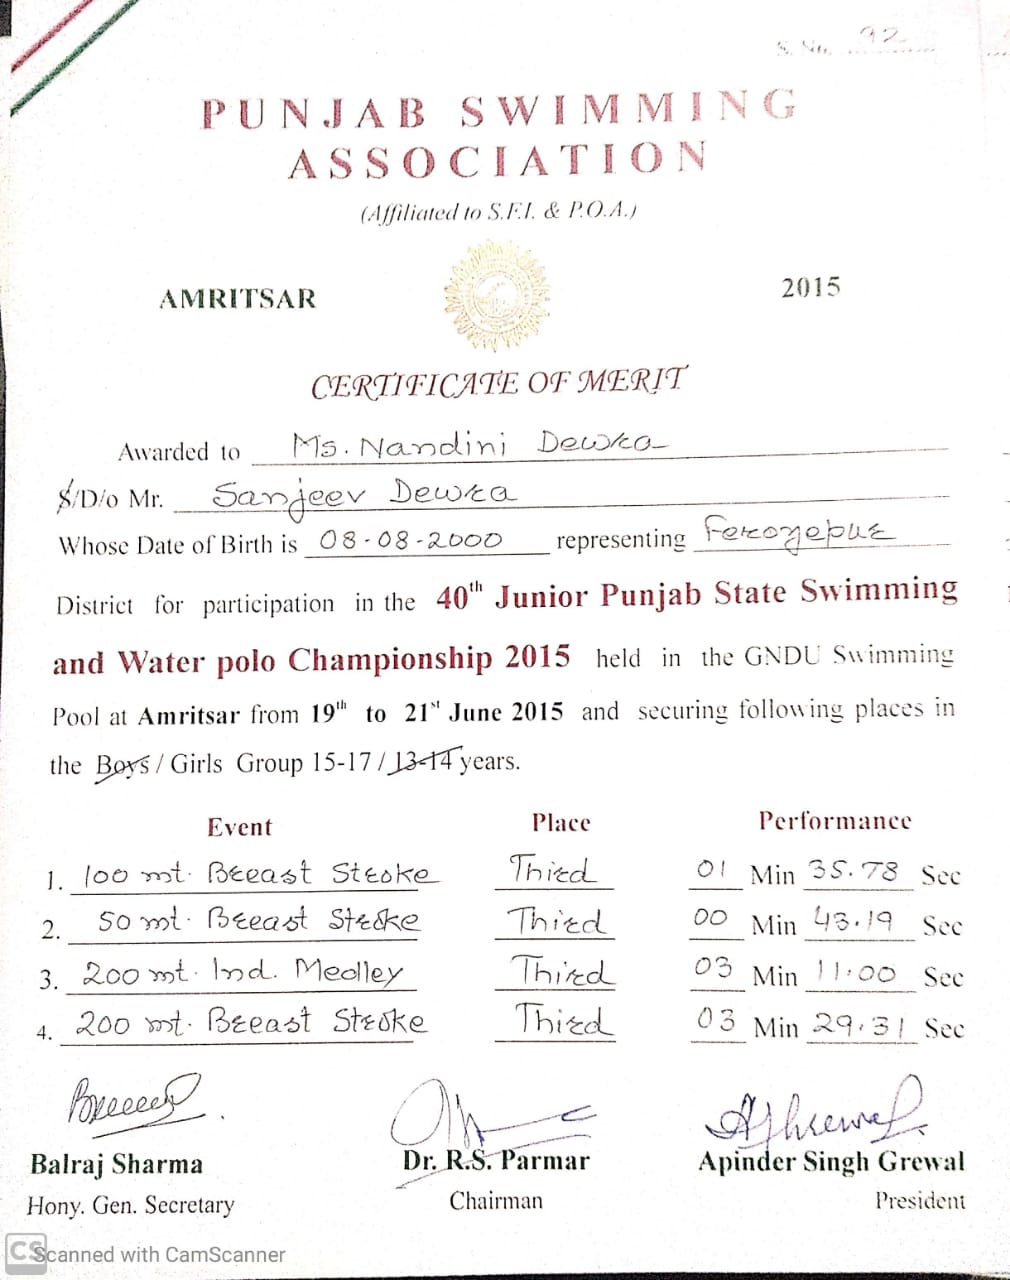 S. No. 92
PUNJAB SWIMMING
ASSOCIATION
(Affiliated to S.F.I. & P.O.A.)
AMRITSAR 2015
CERTIFICATE OF MERIT
Awarded to Ms. Nandini Dewra
S/D/o Mr. Sanjeev Dewra
Whose Date of Birth is 08-08-2000 representing Ferozepur
District for participation in the 40th Junior Punjab State Swimming
and Water polo Championship 2015 held in the GNDU Swimming
Pool at Amritsar from 19th to 21st June 2015 and securing following places in
the Boys / Girls Group 15-17 / 13-14 years.
Event Place Performance
1. 100 mt. Breast Stroke Third 01 Min 35.78 Sec
2. 50 mt. Breast Stroke Third 00 Min 43.19 Sec
3. 200 mt. Ind. Medley Third 03 Min 11.00 Sec
4. 200 mt. Breast Stroke Third 03 Min 29.31 Sec
Balraj Sharma Dr. R.S. Parmar Apinder Singh Grewal
Hony. Gen. Secretary Chairman President
CS Scanned with CamScanner